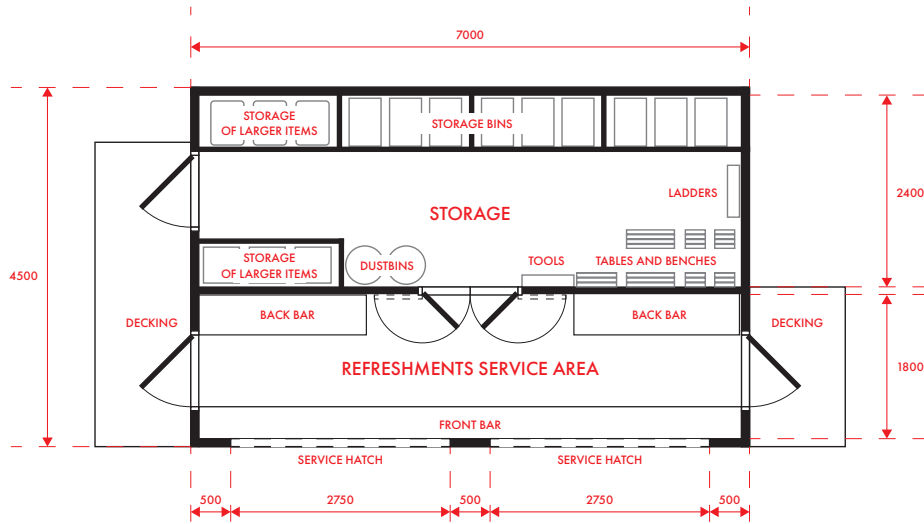 7000
STORAGE
OF LARGER ITEMS
STORAGE BINS
LADDERS
2400
STORAGE
4500
STORAGE
OF LARGER ITEMS
DUSTBINS
TOOLS
TABLES AND BENCHES
DECKING
BACK BAR
BACK BAR
DECKING
1800
REFRESHMENTS SERVICE AREA
FRONT BAR
SERVICE HATCH
SERVICE HATCH
500
2750
500
2750
500